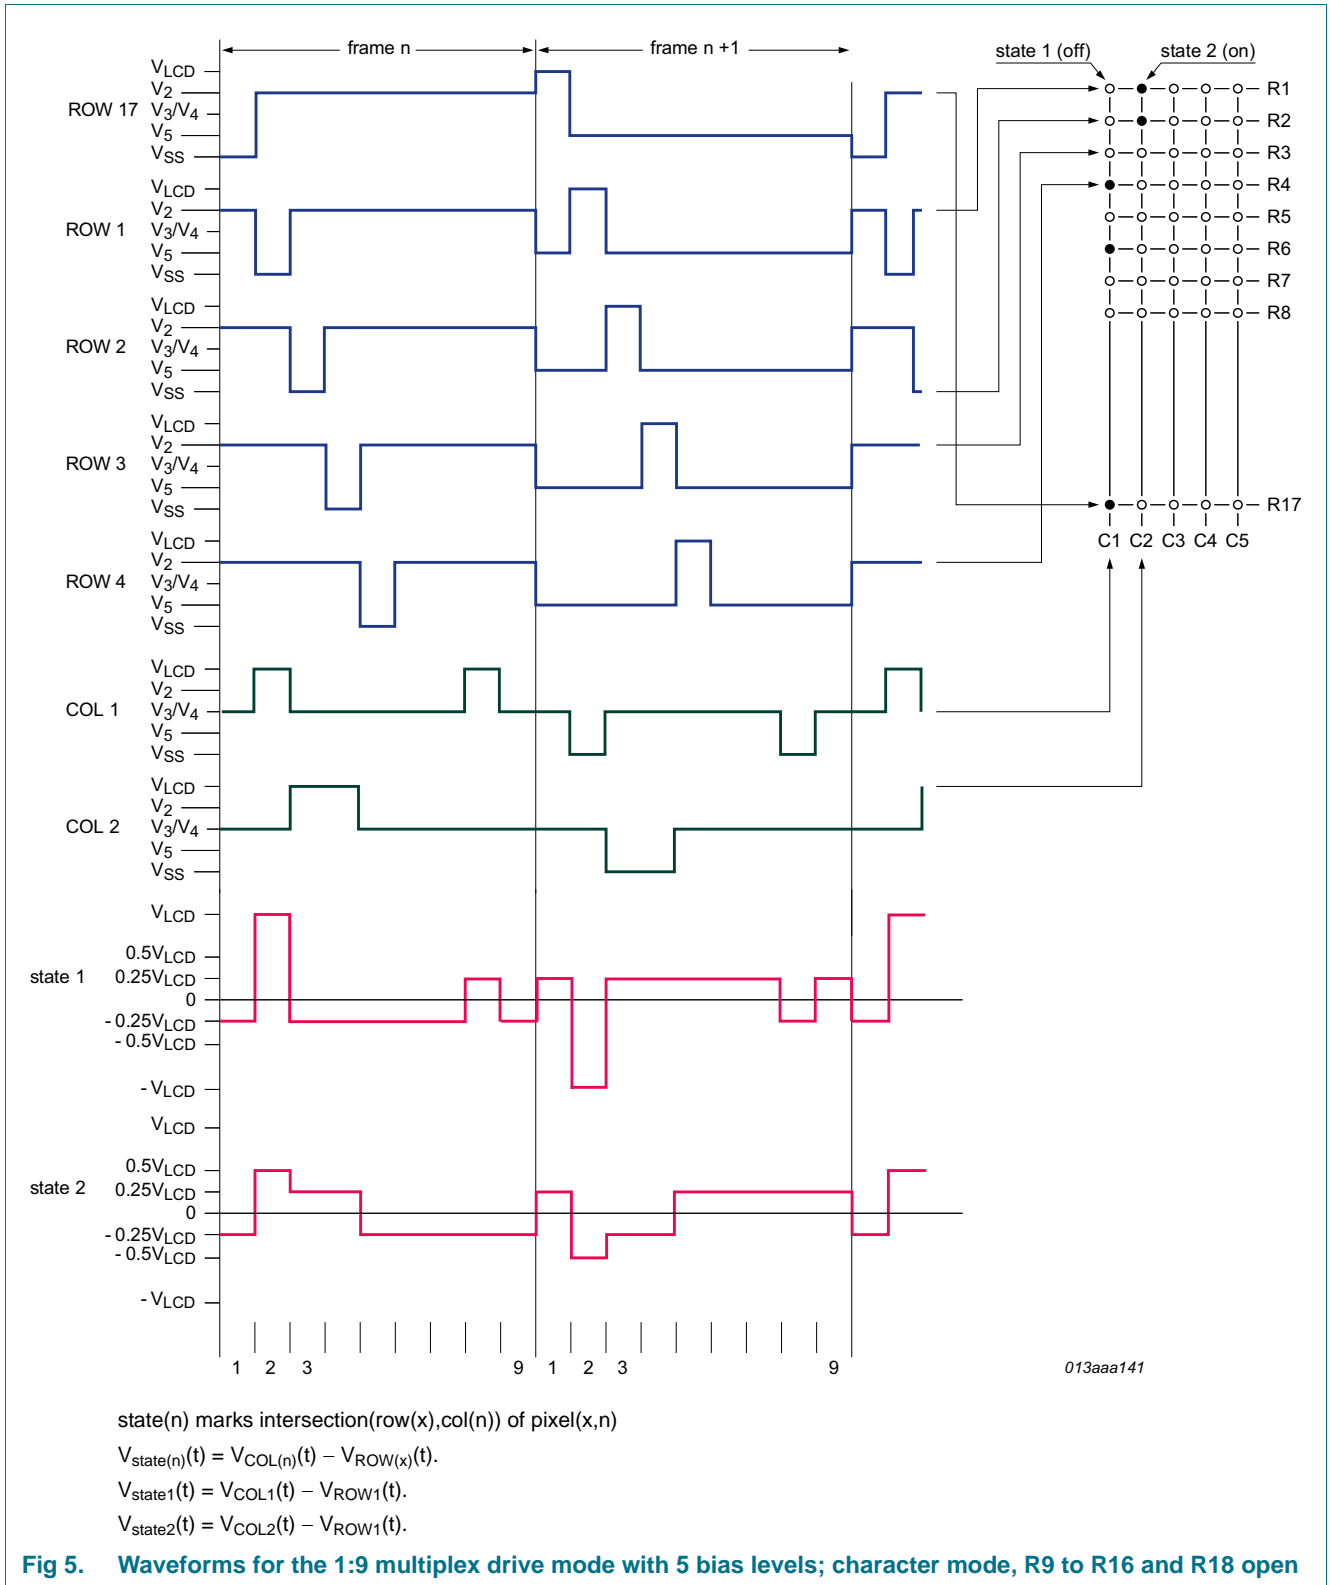 frame n
frame n +1
state 1 (off)
state 2 (on)
ROW 17
VLCD
V2
V3/V4
V5
VSS
ROW 1
VLCD
V2
V3/V4
V5
VSS
ROW 2
VLCD
V2
V3/V4
V5
VSS
ROW 3
VLCD
V2
V3/V4
V5
VSS
ROW 4
VLCD
V2
V3/V4
V5
VSS
COL 1
VLCD
V2
V3/V4
V5
VSS
COL 2
VLCD
V2
V3/V4
V5
VSS
R1
R2
R3
R4
R5
R6
R7
R8
R17
C1 C2 C3 C4 C5
state 1
VLCD
0.5VLCD
0.25VLCD
0
- 0.25VLCD
- 0.5VLCD
- VLCD
state 2
VLCD
0.5VLCD
0.25VLCD
0
- 0.25VLCD
- 0.5VLCD
- VLCD
1 2 3 9 1 2 3 9
013aaa141
state(n) marks intersection(row(x),col(n)) of pixel(x,n)
Vstate(n)(t) = VCOL(n)(t) − VROW(x)(t).
Vstate1(t) = VCOL1(t) − VROW1(t).
Vstate2(t) = VCOL2(t) − VROW1(t).
Fig 5. Waveforms for the 1:9 multiplex drive mode with 5 bias levels; character mode, R9 to R16 and R18 open